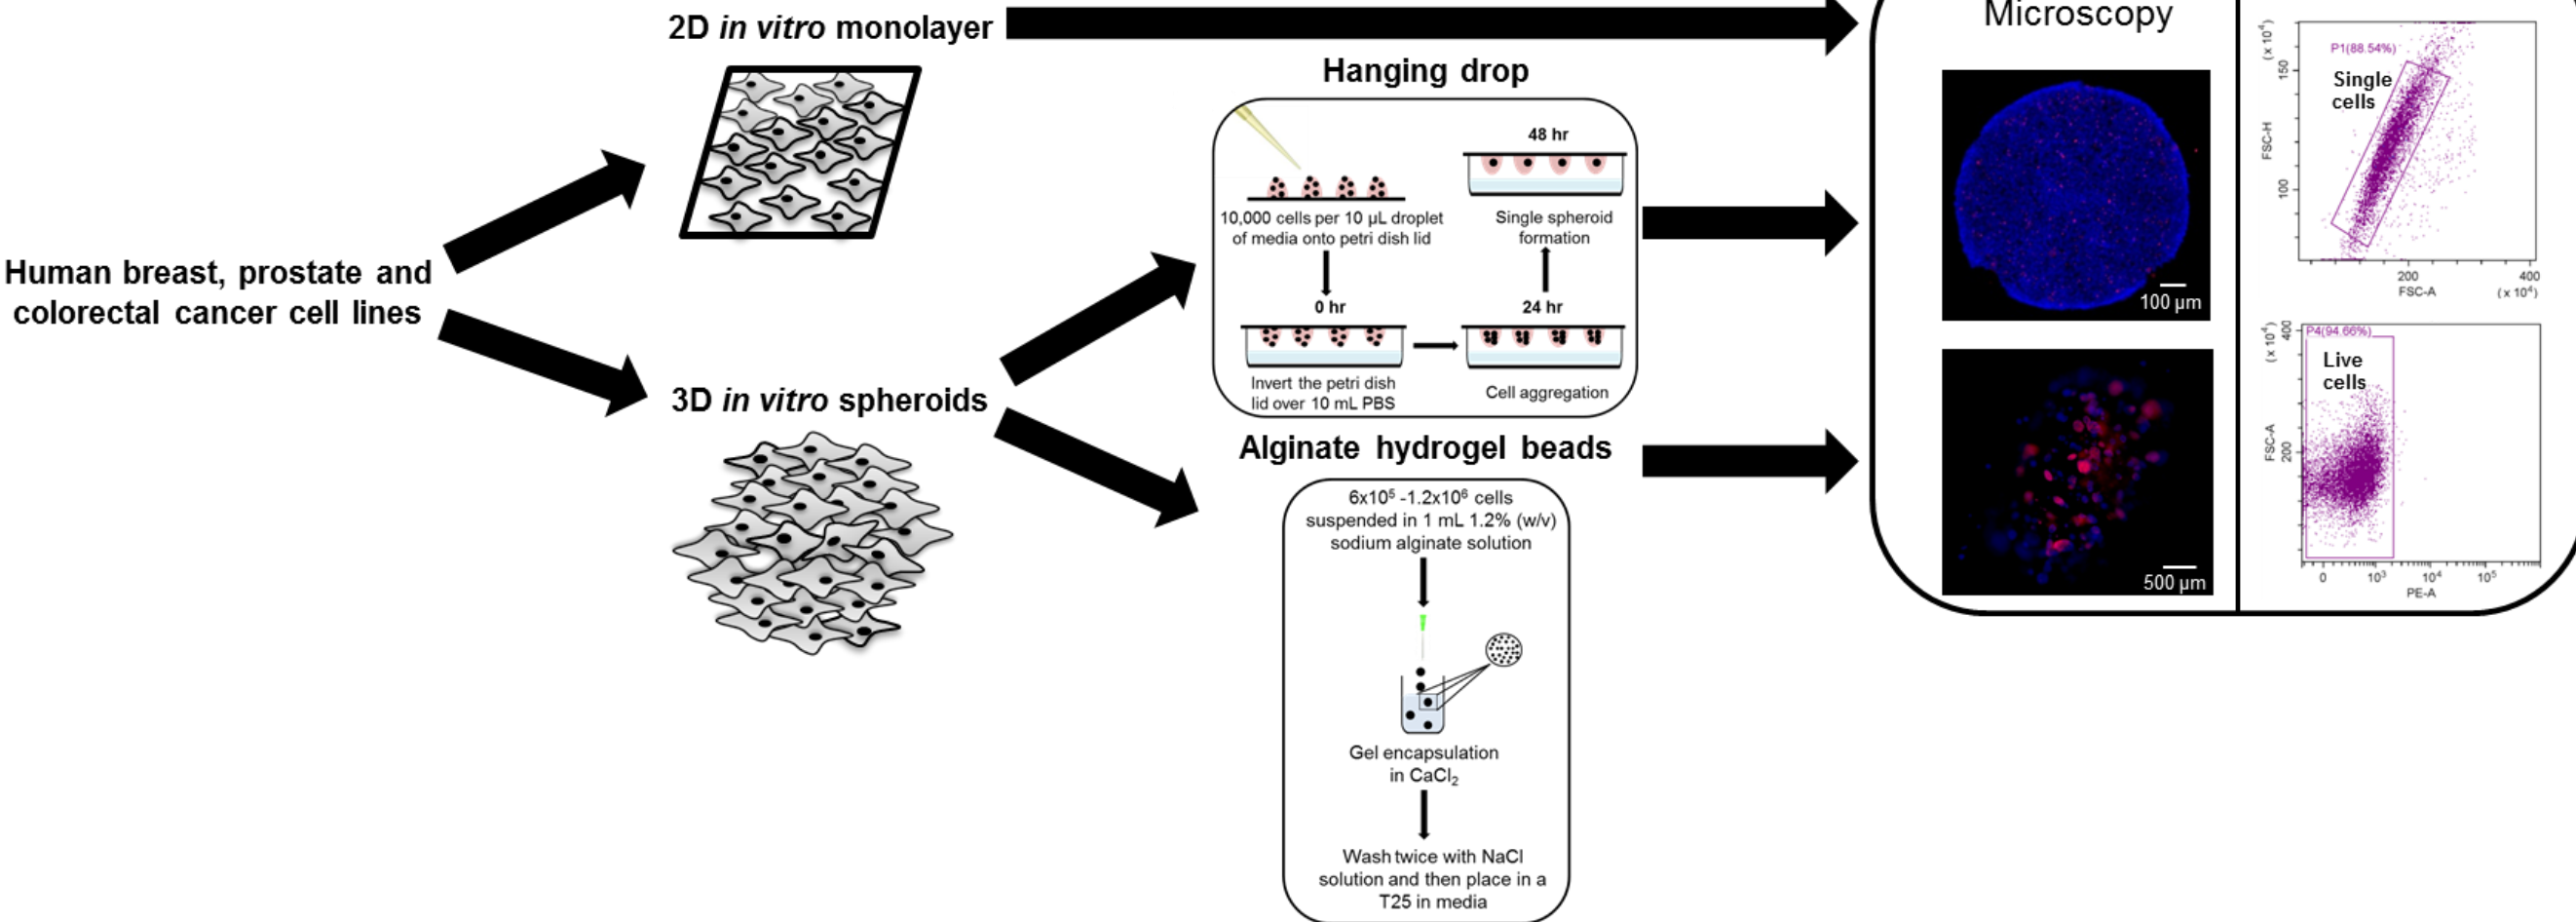 2D in vitro monolayer
Human breast, prostate and
colorectal cancer cell lines
3D in vitro spheroids
Hanging drop
10,000 cells per 10 µL droplet
of media onto petri dish lid
0 hr
Invert the petri dish
lid over 10 mL PBS
24 hr
Cell aggregation
48 hr
Single spheroid
formation
Alginate hydrogel beads
6x10⁵ -1.2x10⁶ cells
suspended in 1 mL 1.2% (w/v)
sodium alginate solution
Gel encapsulation
in CaCl₂
Wash twice with NaCl
solution and then place in a
T25 in media
Microscopy
100 µm
500 µm
P1(88.54%)
Single
cells
(x 10⁴)
150
FSC-H
100
200
400
FSC-A
(x 10⁴)
P4(94.66%)
Live
cells
(x 10⁴)
400
FSC-A
200
0
10³
10⁴
10⁵
PE-A